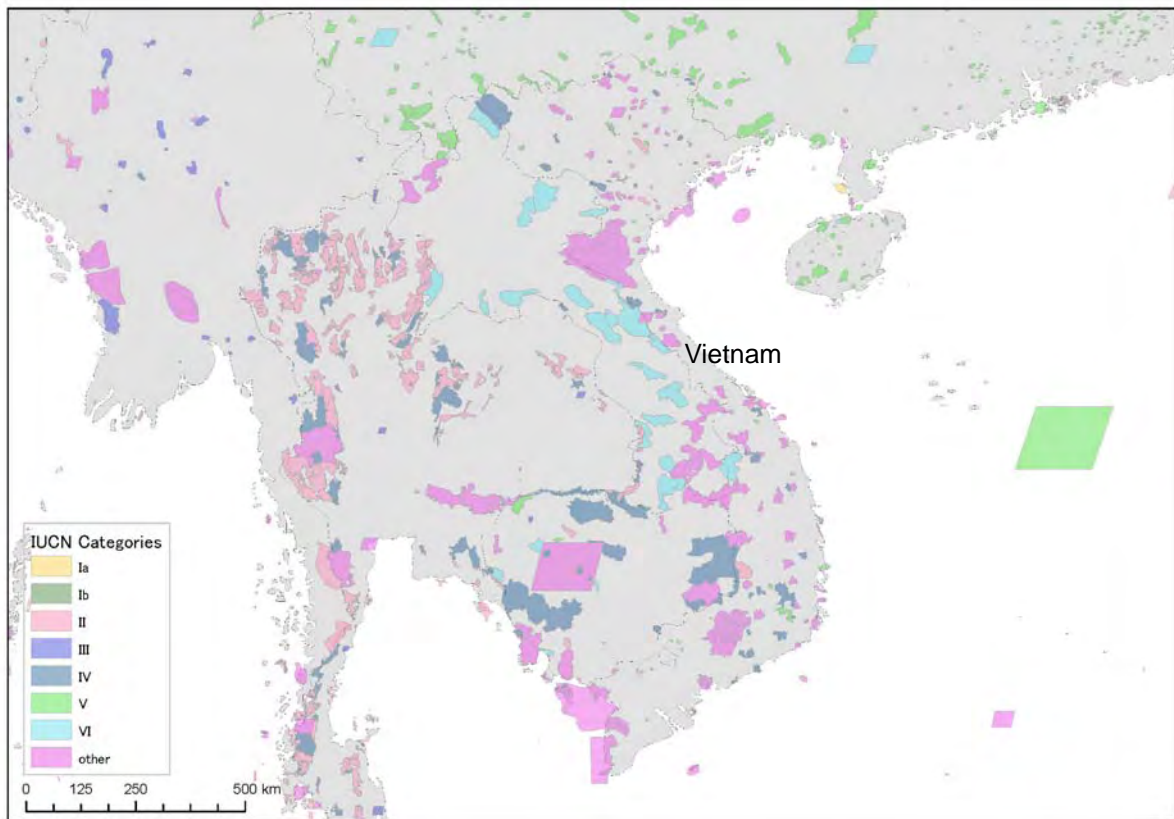 Vietnam
IUCN Categories
Ia
Ib
II
III
IV
V
VI
other
0 125 250 500 km